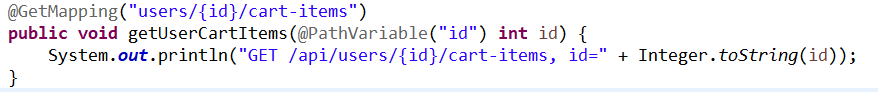 @GetMapping("users/{id}/cart-items")
public void getUserCartItems(@PathVariable("id") int id) {
    System.out.println("GET /api/users/{id}/cart-items, id=" + Integer.toString(id));
}